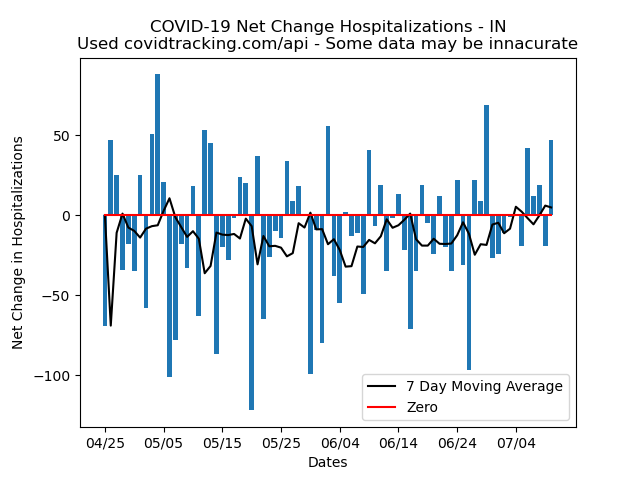 COVID-19 Net Change Hospitalizations - IN
Used covidtracking.com/api - Some data may be innacurate
Net Change in Hospitalizations
50
0
−50
−100
7 Day Moving Average
Zero
04/25 05/05 05/15 05/25 06/04 06/14 06/24 07/04
Dates